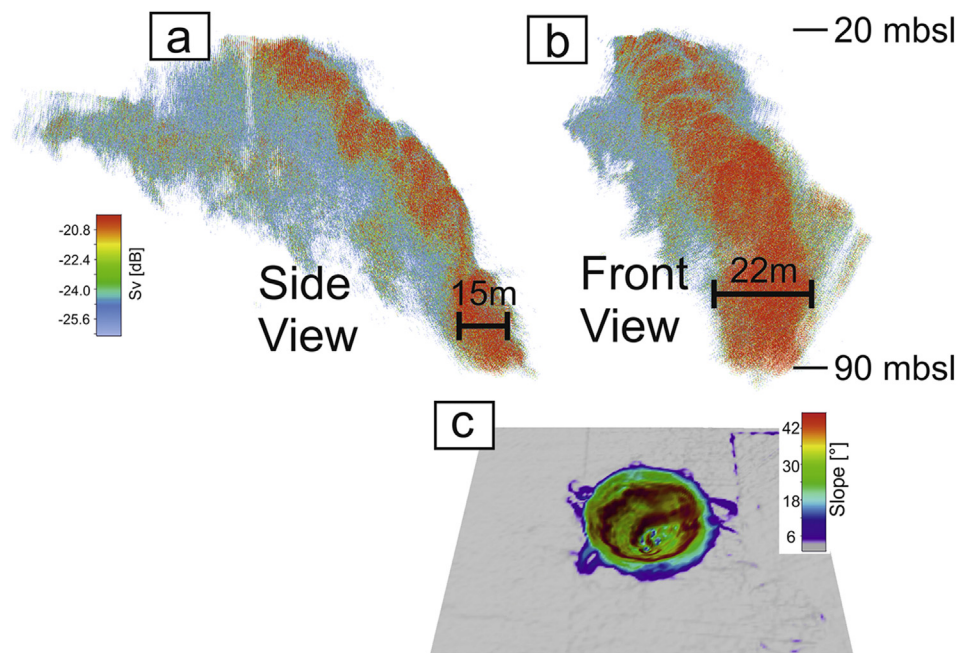 a
b
20 mbsl
-20.8
-22.4
-24.0
-25.6
Sv [dB]
Side
View
15m
Front
View
22m
90 mbsl
c
42
30
18
6
Slope [°]